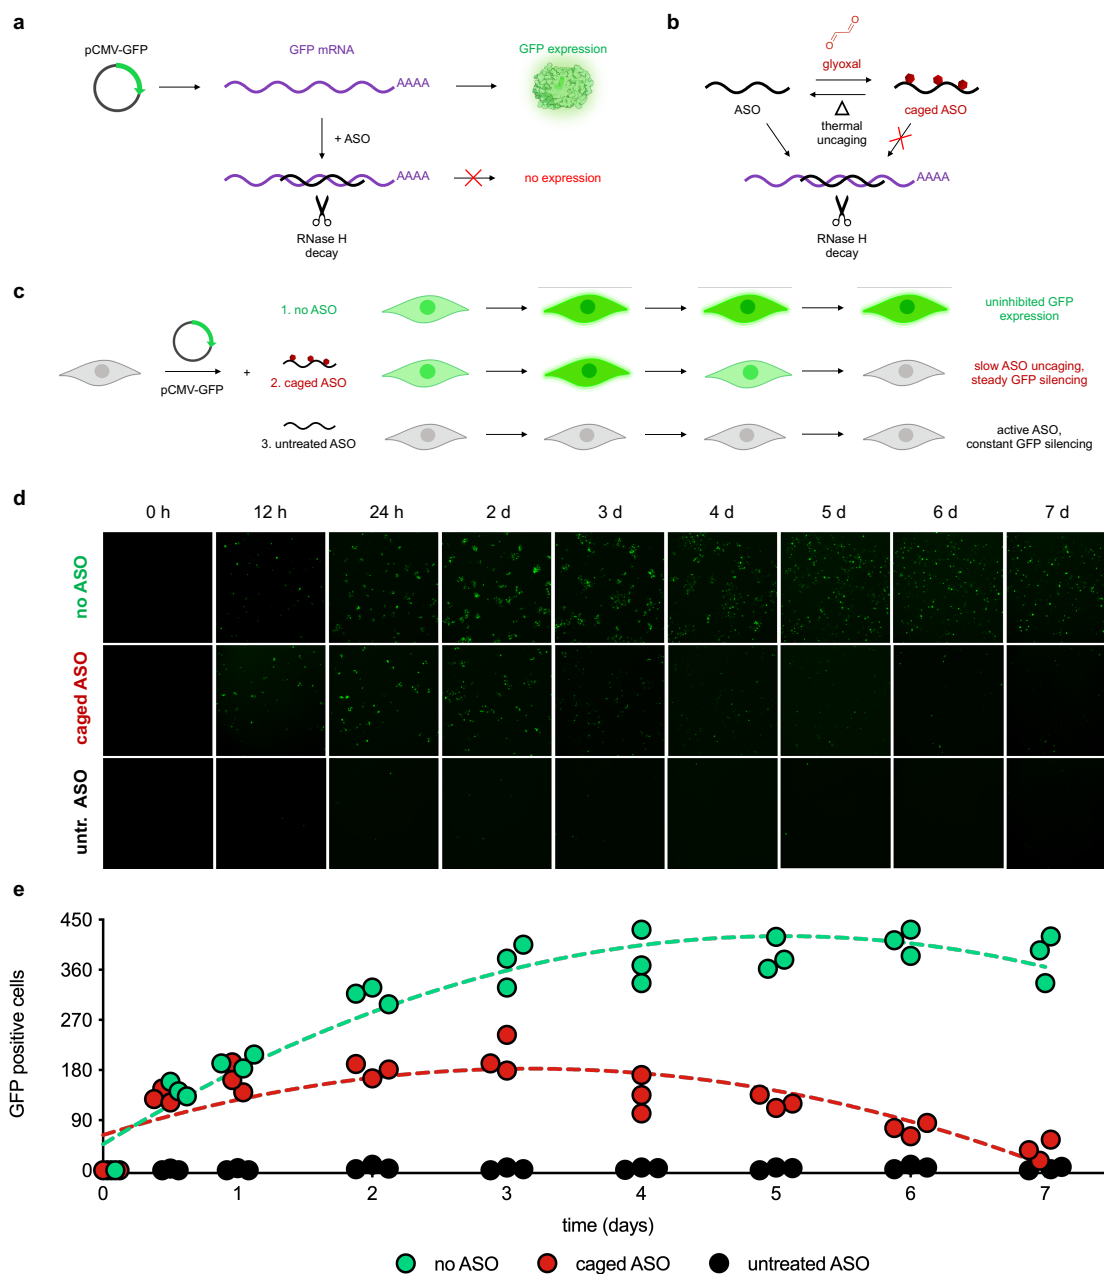 a
pCMV-GFP
GFP mRNA
GFP expression
AAAA
+ ASO
AAAA
no expression
RNase H
decay
b
O
O
glyoxal
ASO
Δ
thermal
uncaging
caged ASO
AAAA
RNase H
decay
c
pCMV-GFP
+
1. no ASO
uninhibited GFP
expression
2. caged ASO
slow ASO uncaging,
steady GFP silencing
3. untreated ASO
active ASO,
constant GFP silencing
d
0 h 12 h 24 h 2 d 3 d 4 d 5 d 6 d 7 d
no ASO
caged ASO
untr. ASO
e
GFP positive cells
450
360
270
180
90
0
0 1 2 3 4 5 6 7
time (days)
no ASO caged ASO untreated ASO